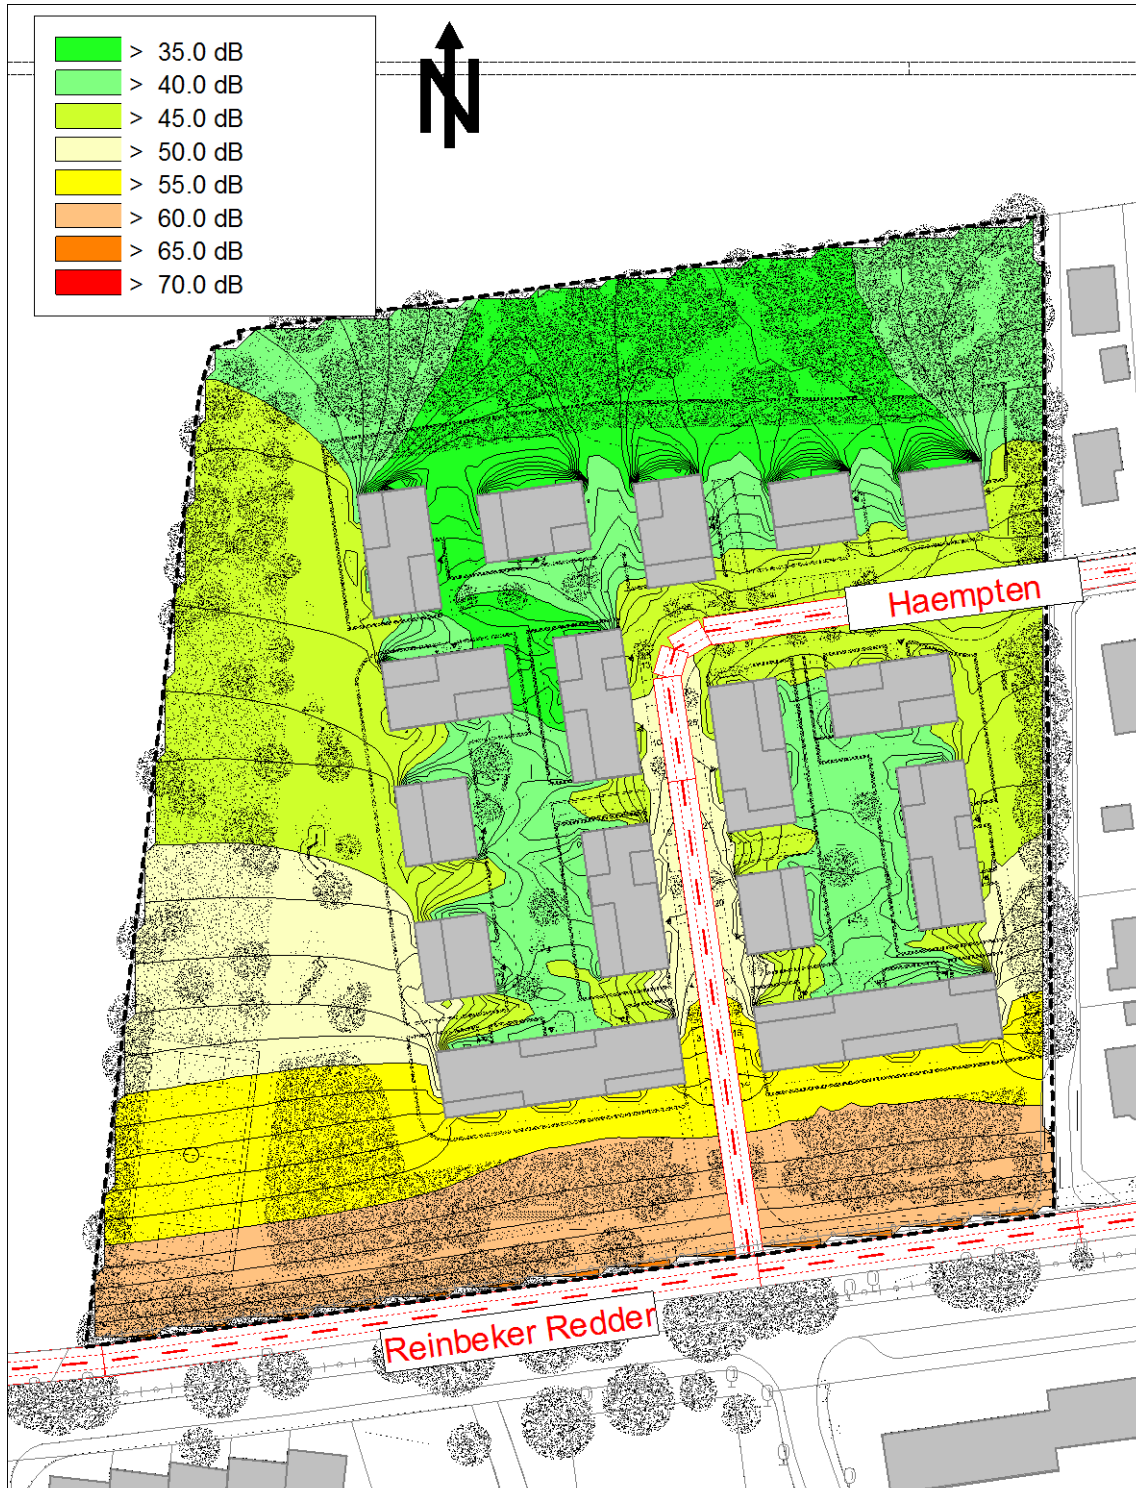 > 35.0 dB
> 40.0 dB
> 45.0 dB
> 50.0 dB
> 55.0 dB
> 60.0 dB
> 65.0 dB
> 70.0 dB
N
Haempten
Reinbeker Redder